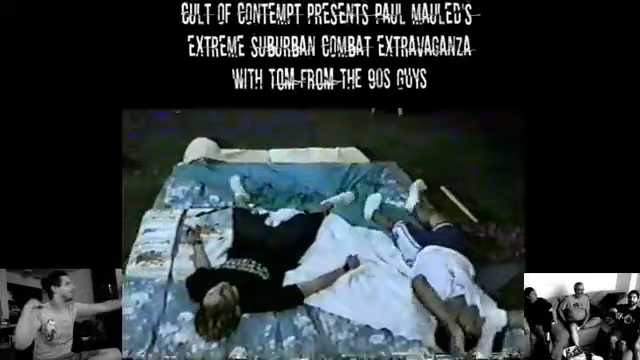 CULT OF CONTEMPT PRESENTS PAUL MAULED'S
EXTREME SUBURBAN COMBAT EXTRAVAGANZA
WITH TOM FROM THE 90S GUYS